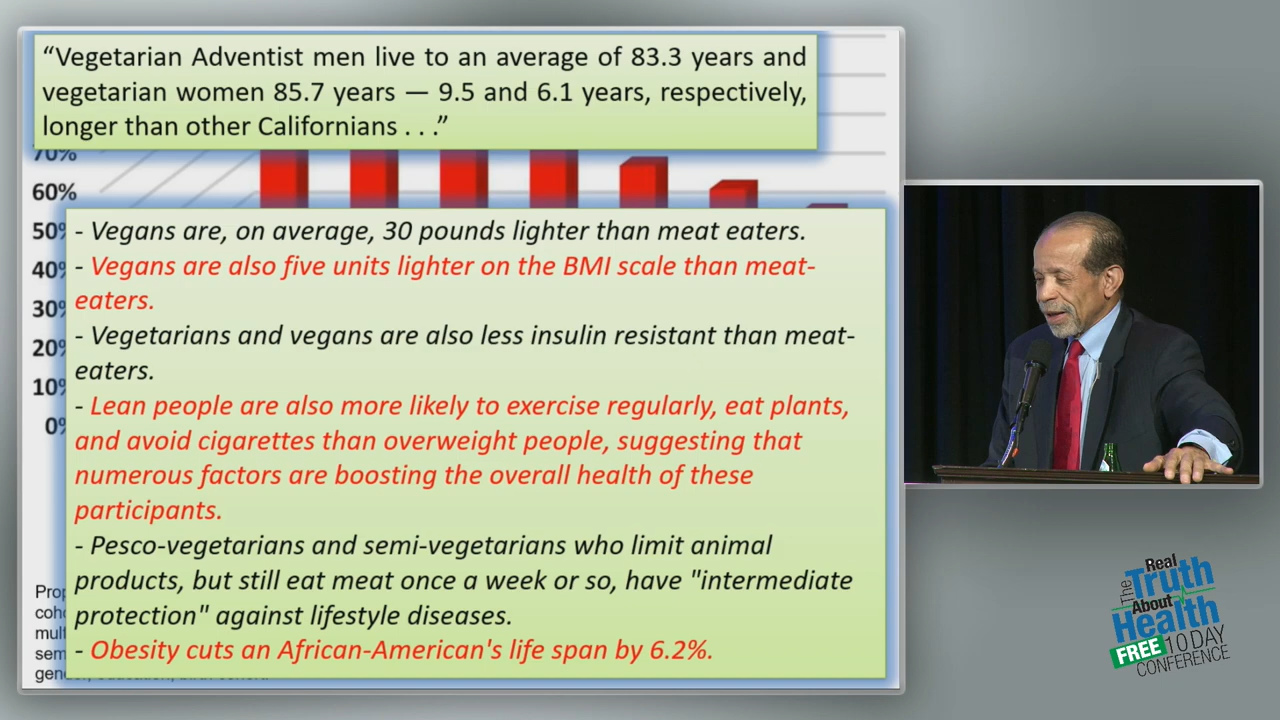 “Vegetarian Adventist men live to an average of 83.3 years and
vegetarian women 85.7 years — 9.5 and 6.1 years, respectively,
longer than other Californians . . .”
70%
60%
50%
40%
30%
20%
10%
0%
- Vegans are, on average, 30 pounds lighter than meat eaters.
- Vegans are also five units lighter on the BMI scale than meat-
eaters.
- Vegetarians and vegans are also less insulin resistant than meat-
eaters.
- Lean people are also more likely to exercise regularly, eat plants,
and avoid cigarettes than overweight people, suggesting that
numerous factors are boosting the overall health of these
participants.
- Pesco-vegetarians and semi-vegetarians who limit animal
products, but still eat meat once a week or so, have "intermediate
protection" against lifestyle diseases.
- Obesity cuts an African-American's life span by 6.2%.
The Real
Truth
About
Health
FREE 10 DAY
CONFERENCE